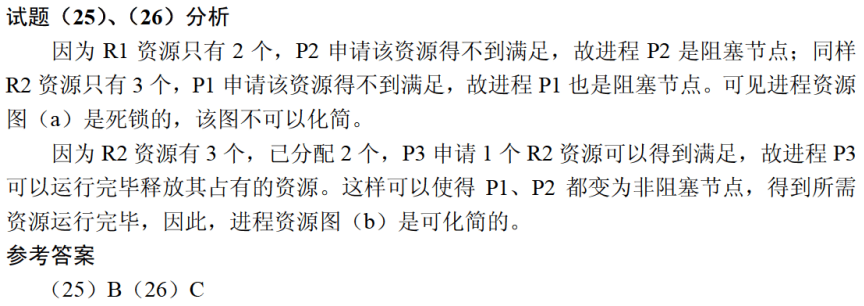 试题（25）、（26）分析
因为 R1 资源只有 2 个，P2 申请该资源得不到满足，故进程 P2 是阻塞节点；同样
R2 资源只有 3 个，P1 申请该资源得不到满足，故进程 P1 也是阻塞节点。可见进程资源
图（a）是死锁的，该图不可以化简。
因为 R2 资源有 3 个，已分配 2 个，P3 申请 1 个 R2 资源可以得到满足，故进程 P3
可以运行完毕释放其占有的资源。这样可以使得 P1、P2 都变为非阻塞节点，得到所需
资源运行完毕，因此，进程资源图（b）是可化简的。
参考答案
（25）B（26）C